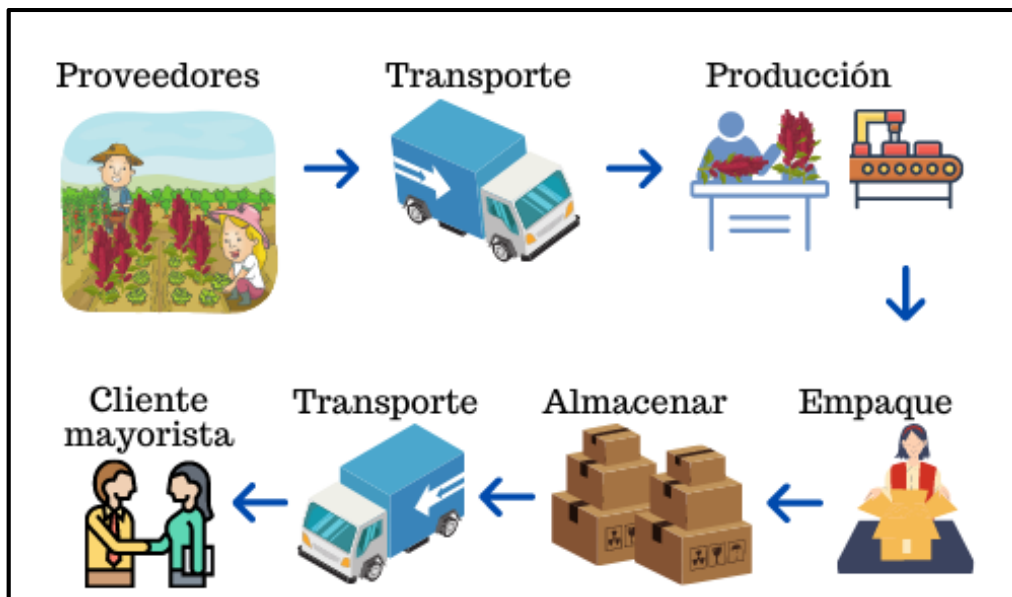 Proveedores
Transporte
Producción
Cliente
mayorista
Transporte
Almacenar
Empaque